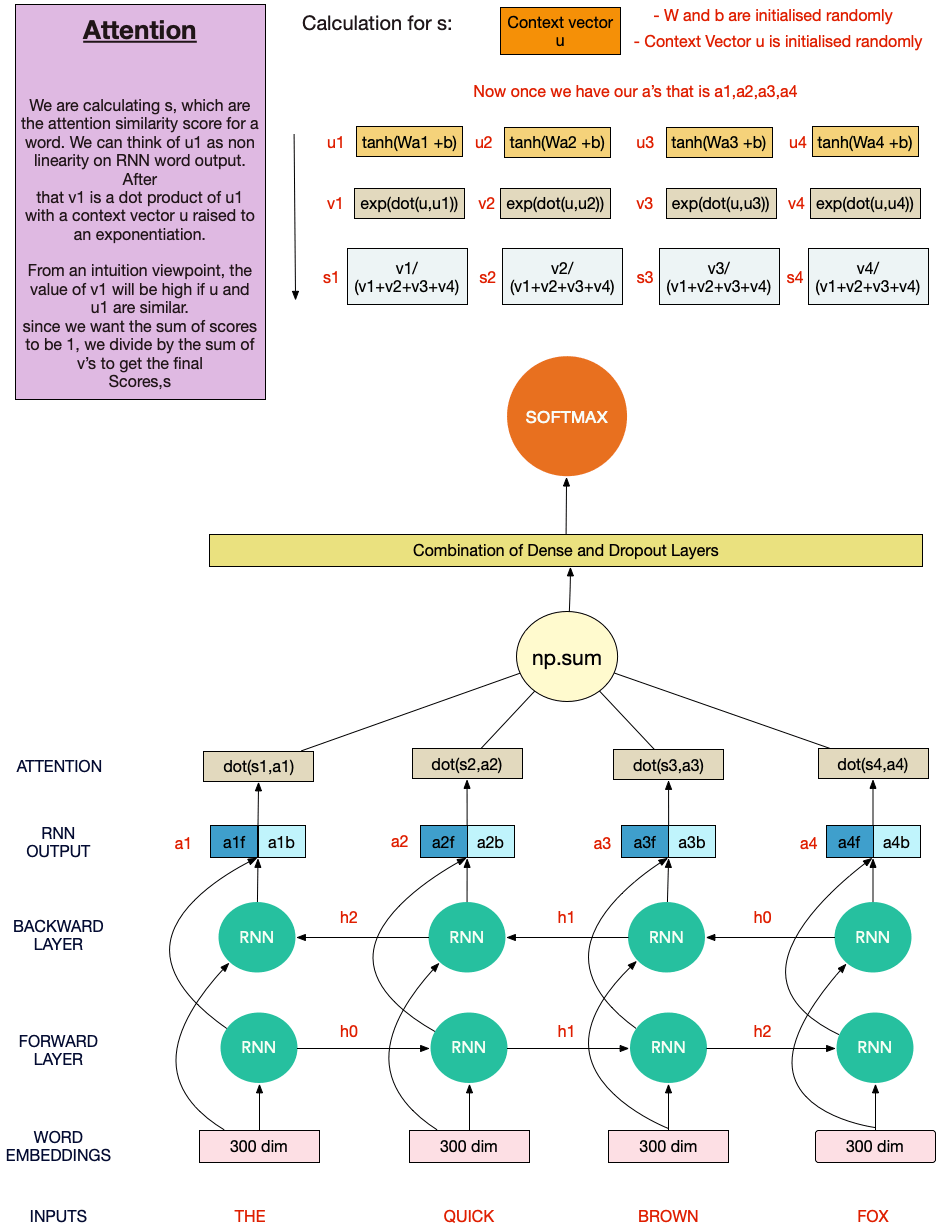 Attention
We are calculating s, which are
the attention similarity score for a
word. We can think of u1 as non
linearity on RNN word output.
After
that v1 is a dot product of u1
with a context vector u raised to
an exponentiation.
From an intuition viewpoint, the
value of v1 will be high if u and
u1 are similar.
since we want the sum of scores
to be 1, we divide by the sum of
v's to get the final
Scores,s
Calculation for s:
Context vector
u
- W and b are initialised randomly
- Context Vector u is initialised randomly
Now once we have our a's that is a1,a2,a3,a4
u1 tanh(Wa1 +b) u2 tanh(Wa2 +b) u3 tanh(Wa3 +b) u4 tanh(Wa4 +b)
v1 exp(dot(u,u1)) v2 exp(dot(u,u2)) v3 exp(dot(u,u3)) v4 exp(dot(u,u4))
s1 v1/ (v1+v2+v3+v4) s2 v2/ (v1+v2+v3+v4) s3 v3/ (v1+v2+v3+v4) s4 v4/ (v1+v2+v3+v4)
SOFTMAX
Combination of Dense and Dropout Layers
np.sum
ATTENTION dot(s1,a1) dot(s2,a2) dot(s3,a3) dot(s4,a4)
RNN
OUTPUT
a1 a1f a1b a2 a2f a2b a3 a3f a3b a4 a4f a4b
BACKWARD
LAYER
RNN h2 RNN h1 RNN h0 RNN
FORWARD
LAYER
RNN h0 RNN h1 RNN h2 RNN
WORD
EMBEDDINGS
300 dim 300 dim 300 dim 300 dim
INPUTS THE QUICK BROWN FOX